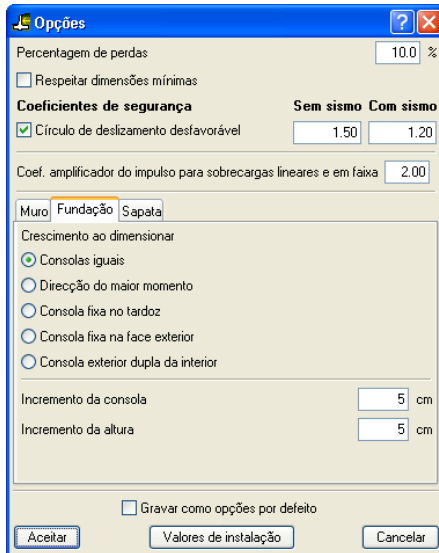 Opções
Percentagem de perdas 10.0 %
Respeitar dimensões mínimas
Coeficientes de segurança Sem sismo Com sismo
Círculo de deslizamento desfavorável 1.50 1.20
Coef. amplificador do impulso para sobrecargas lineares e em faixa 2.00
Muro Fundação Sapata
Crescimento ao dimensionar
Consolas iguais
Direcção do maior momento
Consola fixa no tardoz
Consola fixa na face exterior
Consola exterior dupla da interior
Incremento da consola 5 cm
Incremento da altura 5 cm
Gravar como opções por defeito
Aceitar Valores de instalação Cancelar